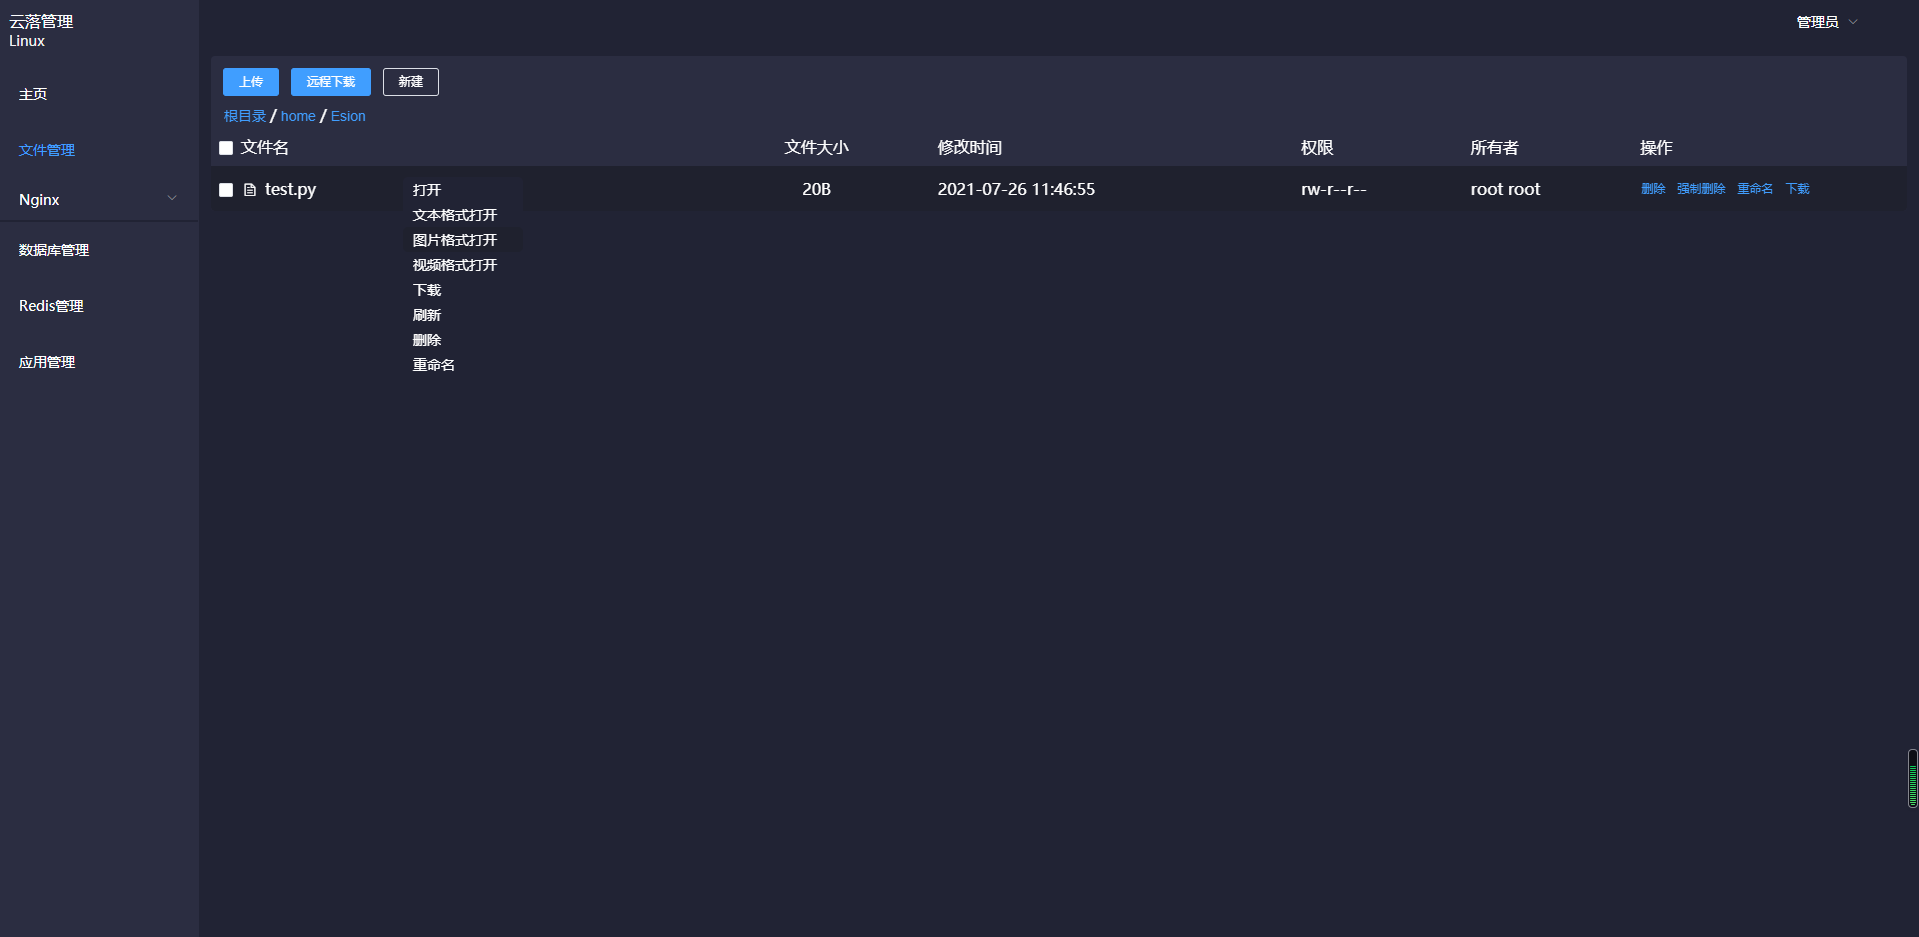 云落管理
Linux
管理员
主页
文件管理
Nginx
数据库管理
Redis管理
应用管理
上传 远程下载 新建
根目录 / home / Esion
文件名 文件大小 修改时间 权限 所有者 操作
test.py 20B 2021-07-26 11:46:55 rw-r--r-- root root 删除 强制删除 重命名 下载
打开
文本格式打开
图片格式打开
视频格式打开
下载
刷新
删除
重命名